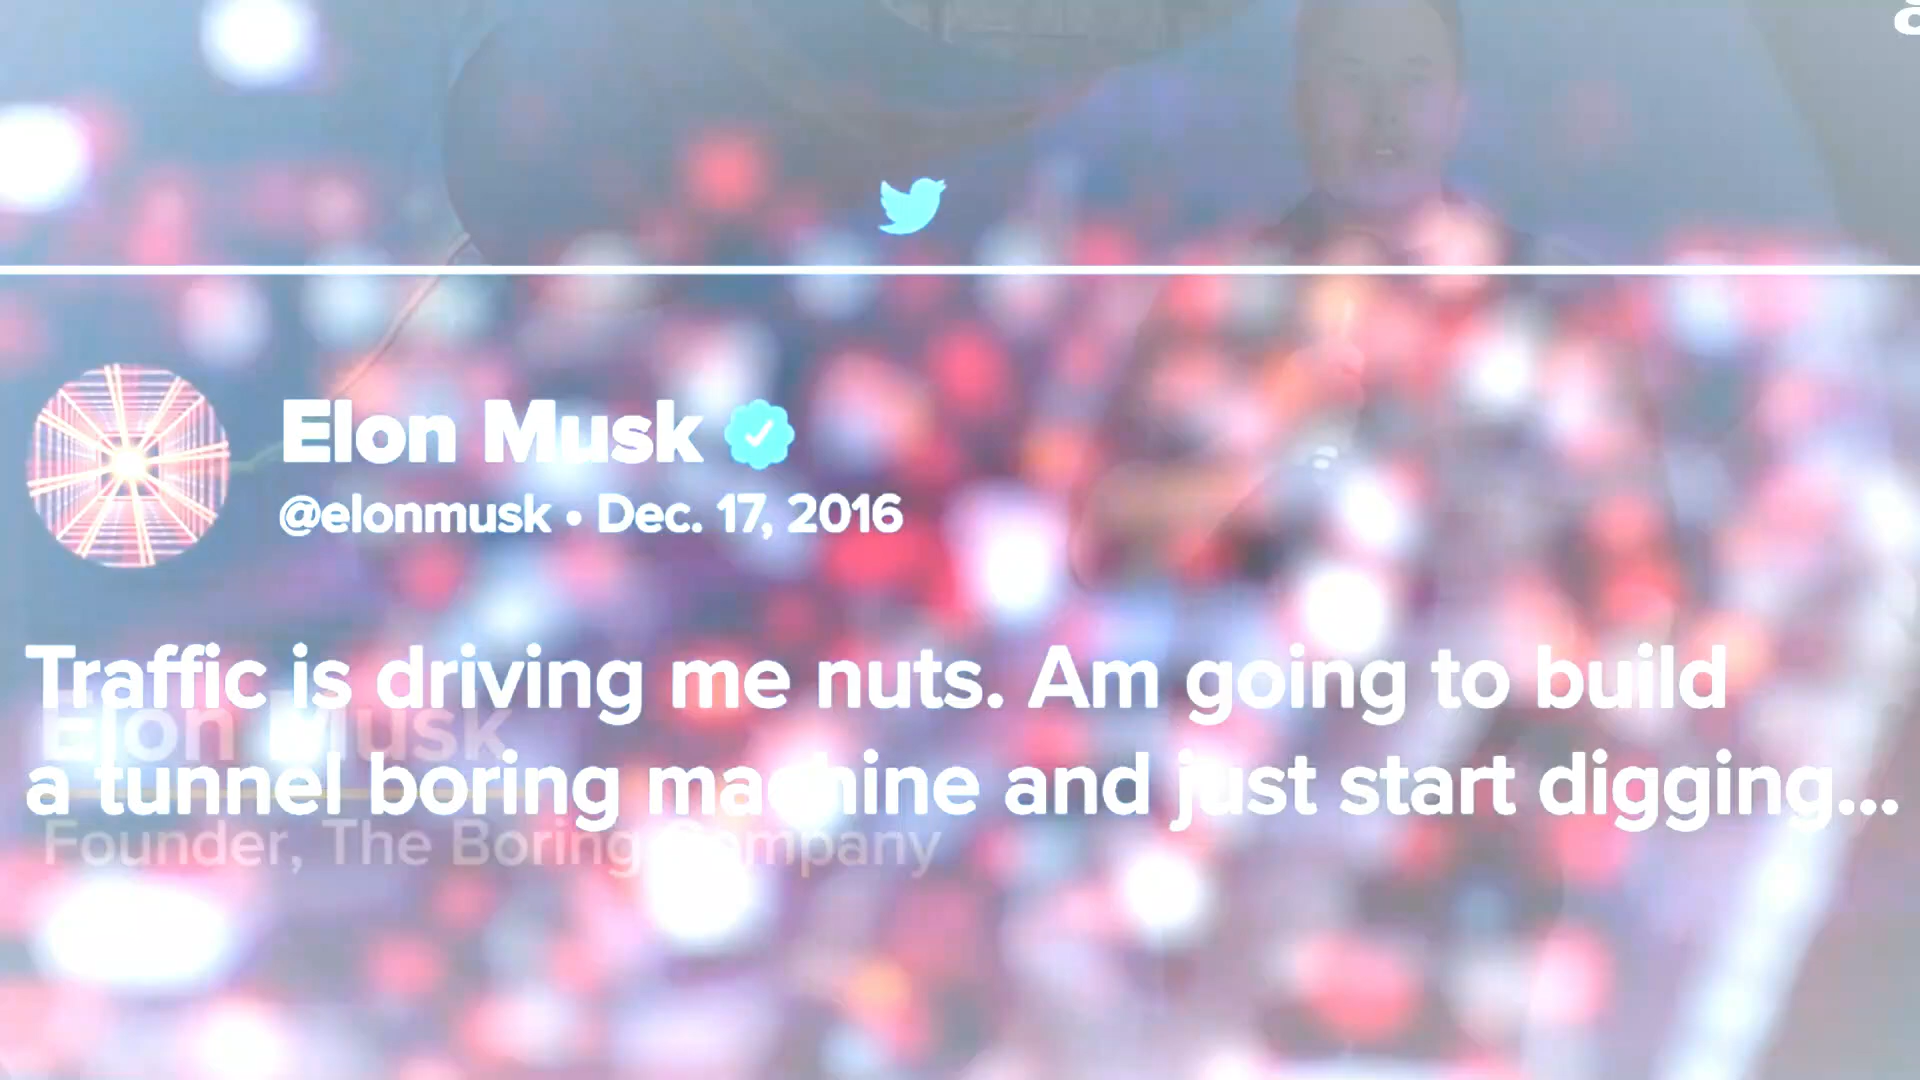 Elon Musk
@elonmusk • Dec. 17, 2016
Traffic is driving me nuts. Am going to build
a tunnel boring machine and just start digging...
Elon Musk
Founder, The Boring Company